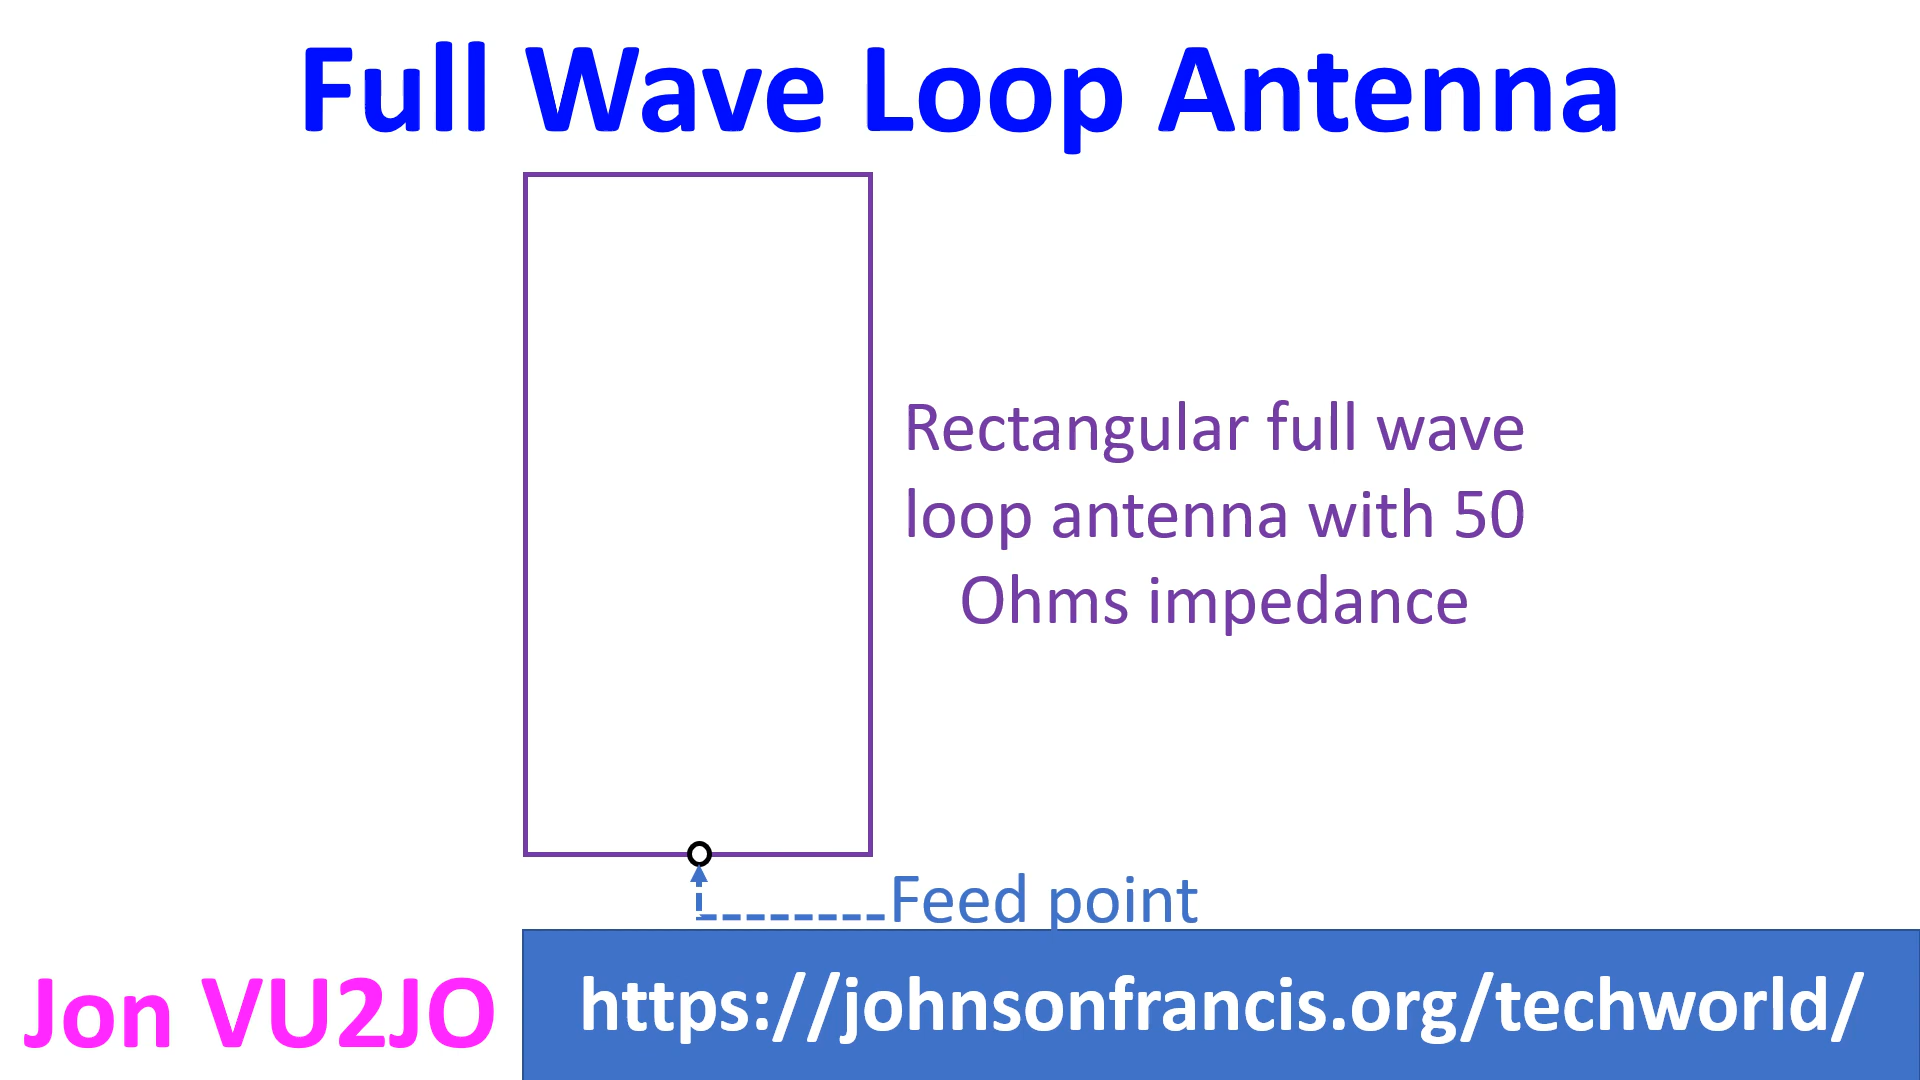 Full Wave Loop Antenna
Rectangular full wave
loop antenna with 50
Ohms impedance
Feed point
Jon VU2JO
https://johnsonfrancis.org/techworld/